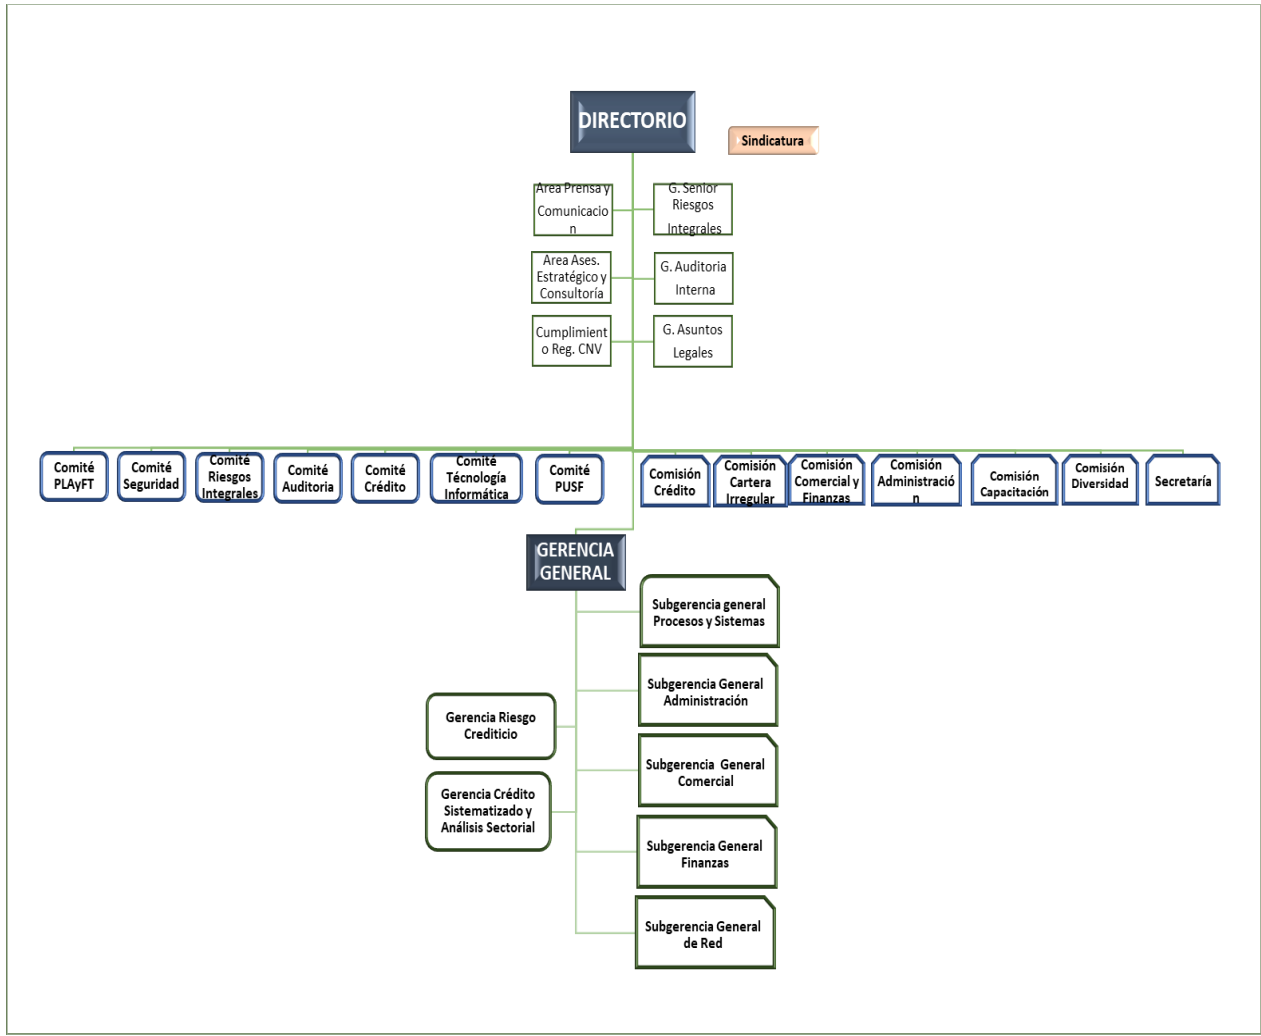 DIRECTORIO
Sindicatura
Area Prensa y
Comunicacio
n
G. Senior
Riesgos
Integrales
Area Ases.
Estratégico y
Consultoría
G. Auditoria
Interna
Cumplimient
o Reg. CNV
G. Asuntos
Legales
Comité
PLAyFT
Comité
Seguridad
Comité
Riesgos
Integrales
Comité
Auditoria
Comité
Crédito
Comité
Técnología
Informática
Comité
PUSF
Comisión
Crédito
Comisión
Cartera
Irregular
Comisión
Comercial y
Finanzas
Comisión
Administració
n
Comisión
Capacitación
Comisión
Diversidad
Secretaría
GERENCIA
GENERAL
Subgerencia general
Procesos y Sistemas
Subgerencia General
Administración
Gerencia Riesgo
Crediticio
Subgerencia  General
Comercial
Gerencia Crédito
Sistematizado y
Análisis Sectorial
Subgerencia General
Finanzas
Subgerencia General
de Red